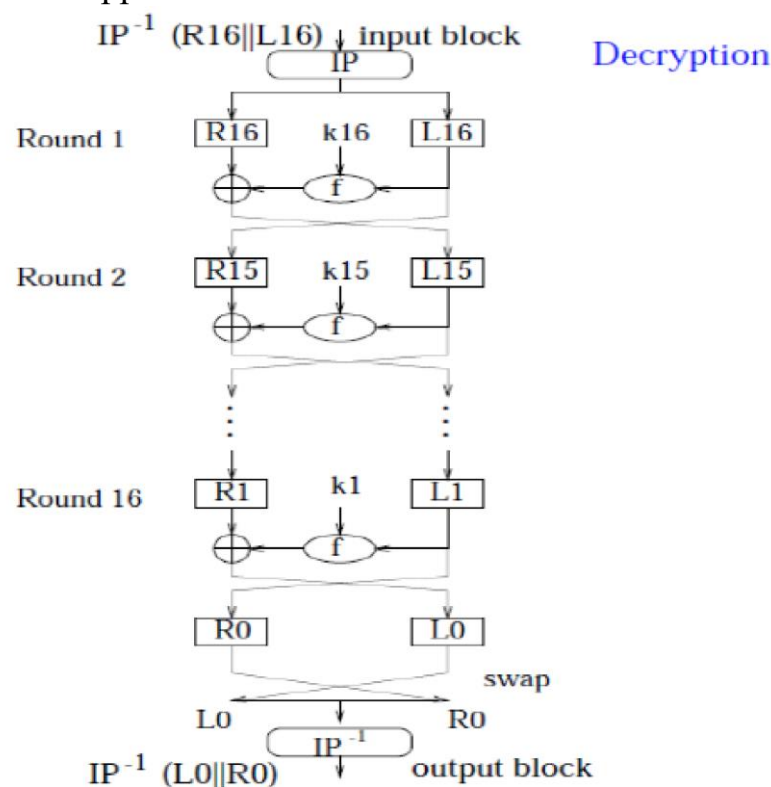 IP⁻¹ (R16||L16) input block
IP
Decryption
Round 1 R16 k16 L16
f
Round 2 R15 k15 L15
f
Round 16 R1 k1 L1
f
R0 L0
swap
L0 R0
IP⁻¹
IP⁻¹ (L0||R0) output block